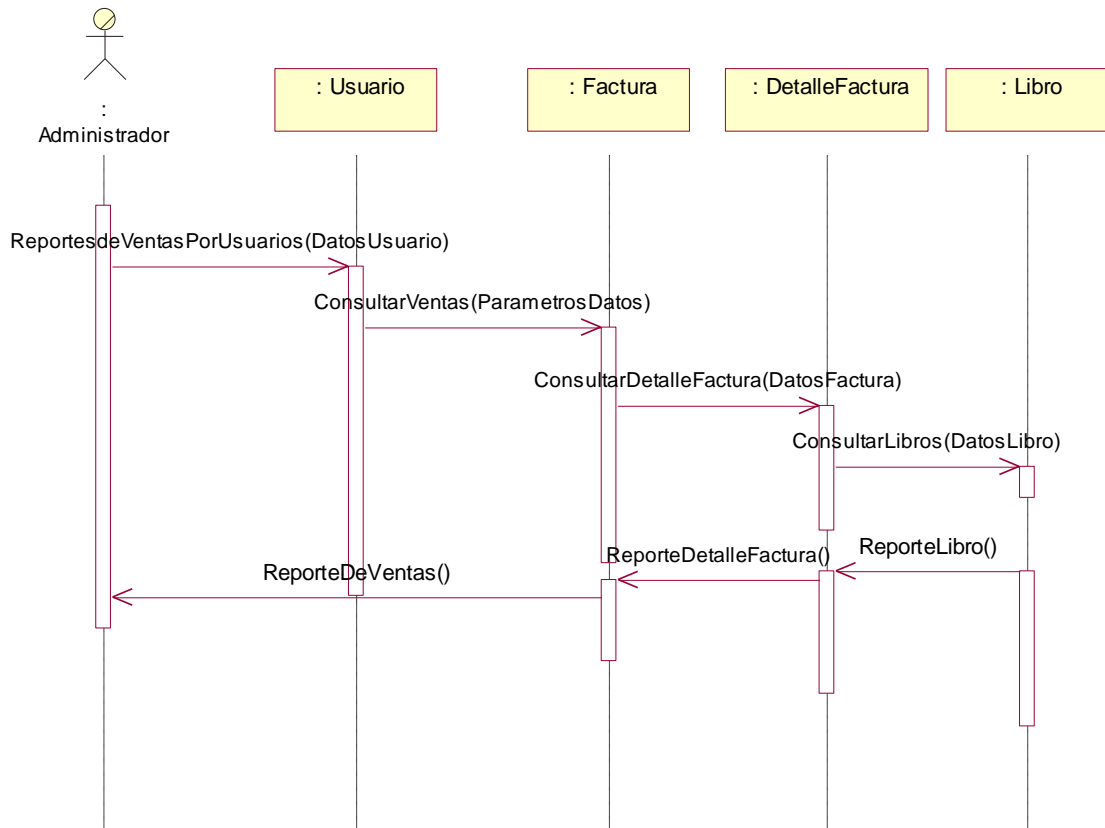 :
Administrador
: Usuario
: Factura
: DetalleFactura
: Libro
ReportesdeVentasPorUsuarios(DatosUsuario)
ConsultarVentas(ParametrosDatos)
ConsultarDetalleFactura(DatosFactura)
ConsultarLibros(DatosLibro)
ReporteLibro()
ReporteDetalleFactura()
ReporteDeVentas()